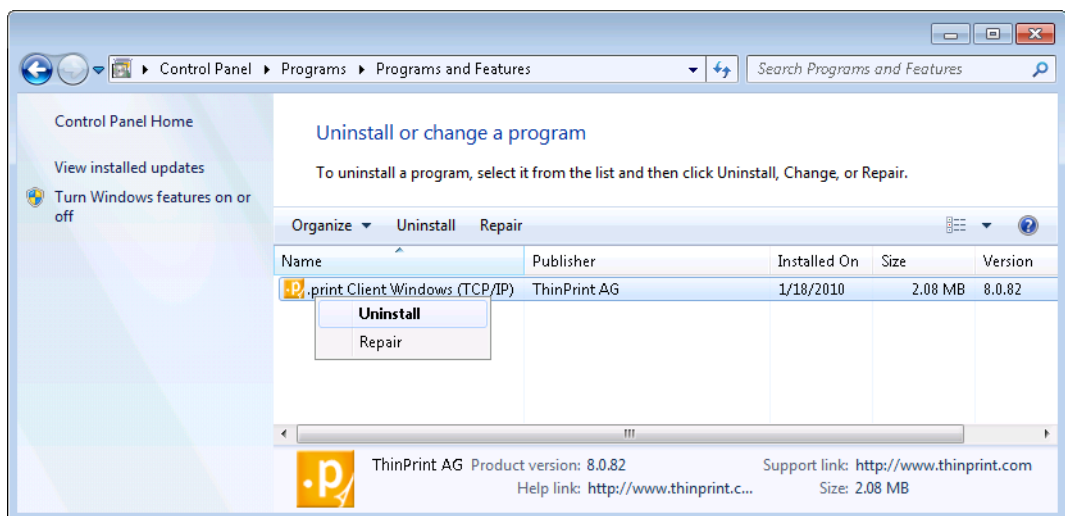 Control Panel Programs Programs and Features Search Programs and Features
Control Panel Home
View installed updates
Turn Windows features on or
off
Uninstall or change a program
To uninstall a program, select it from the list and then click Uninstall, Change, or Repair.
Organize Uninstall Repair
Name Publisher Installed On Size Version
.print Client Windows (TCP/IP) ThinPrint AG 1/18/2010 2.08 MB 8.0.82
Uninstall
Repair
.p
ThinPrint AG Product version: 8.0.82 Support link: http://www.thinprint.com
Help link: http://www.thinprint.c... Size: 2.08 MB